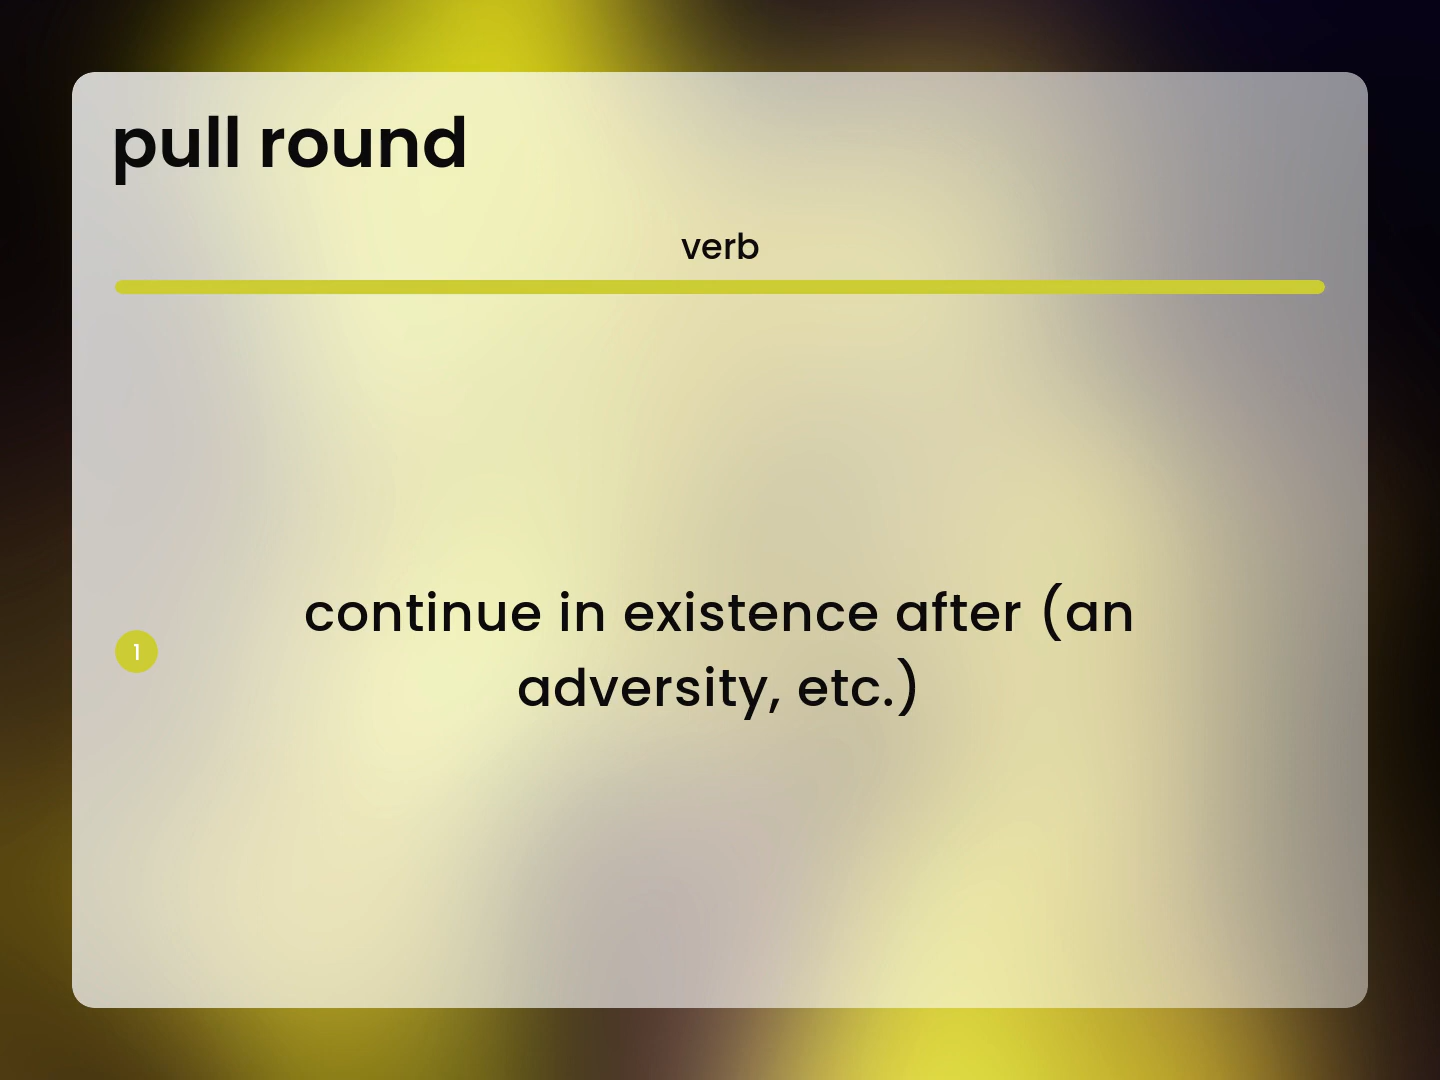 pull round
verb
1
continue in existence after (an
adversity, etc.)